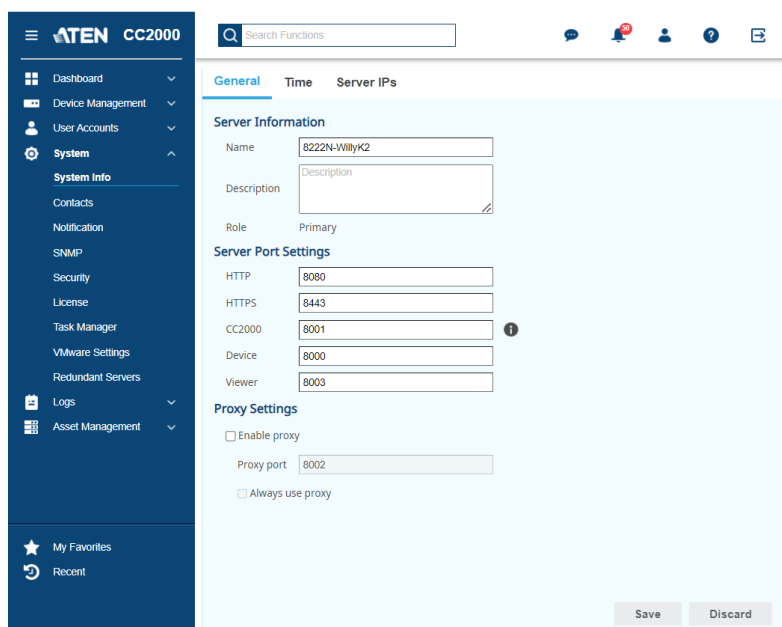 ATEN CC2000
Search Functions
50
Dashboard
Device Management
User Accounts
System
System Info
Contacts
Notification
SNMP
Security
License
Task Manager
VMware Settings
Redundant Servers
Logs
Asset Management
My Favorites
Recent
General Time Server IPs
Server Information
Name 8222N-WillyK2
Description Description
Role Primary
Server Port Settings
HTTP 8080
HTTPS 8443
CC2000 8001
Device 8000
Viewer 8003
Proxy Settings
Enable proxy
Proxy port 8002
Always use proxy
Save Discard